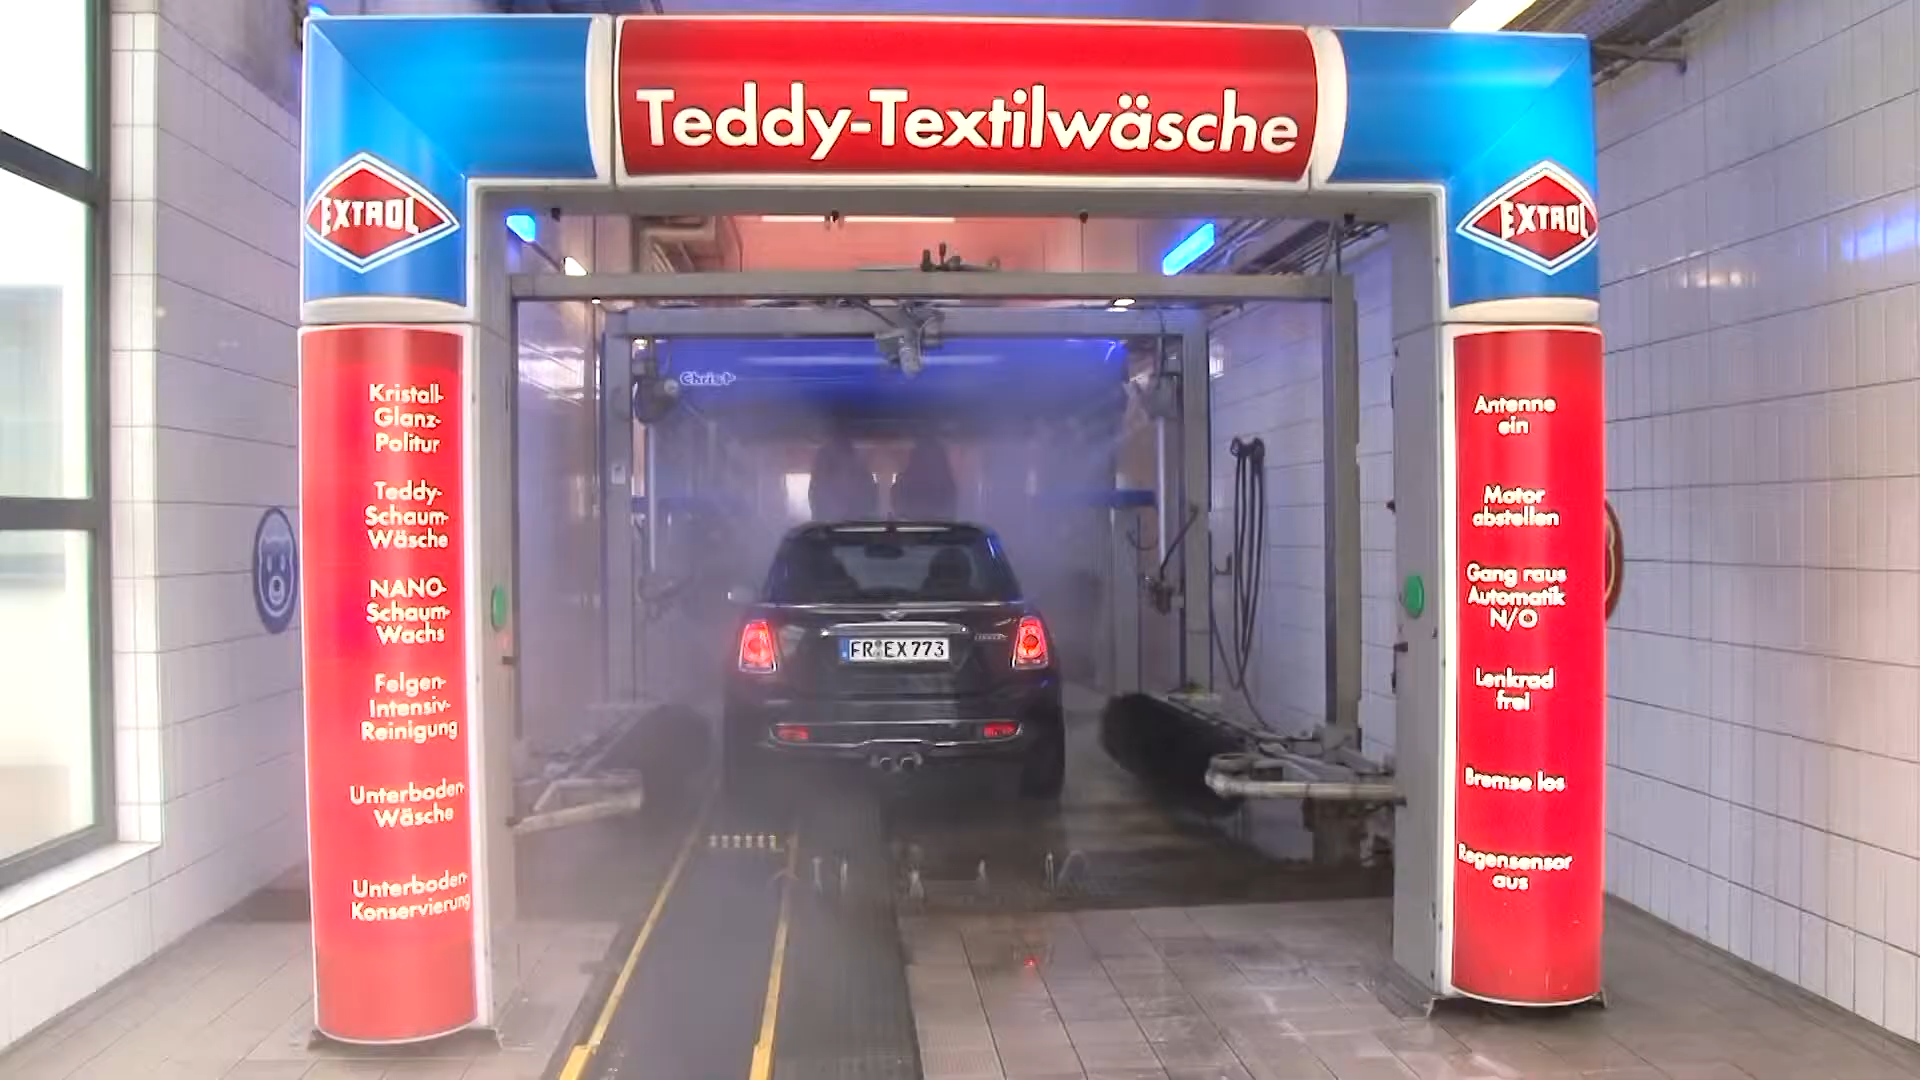 Teddy-Textilwäsche
EXTROL
EXTROL
Christ
Kristall-
Glanz-
Politur
Teddy-
Schaum-
Wäsche
NANO-
Schaum-
Wachs
Felgen-
Intensiv-
Reinigung
Unterboden-
Wäsche
Unterboden-
Konservierung
FR EX 773
Antenne
ein
Motor
abstellen
Gang raus
Automatik
N/O
Lenkrad
frei
Bremse los
Regensensor
aus